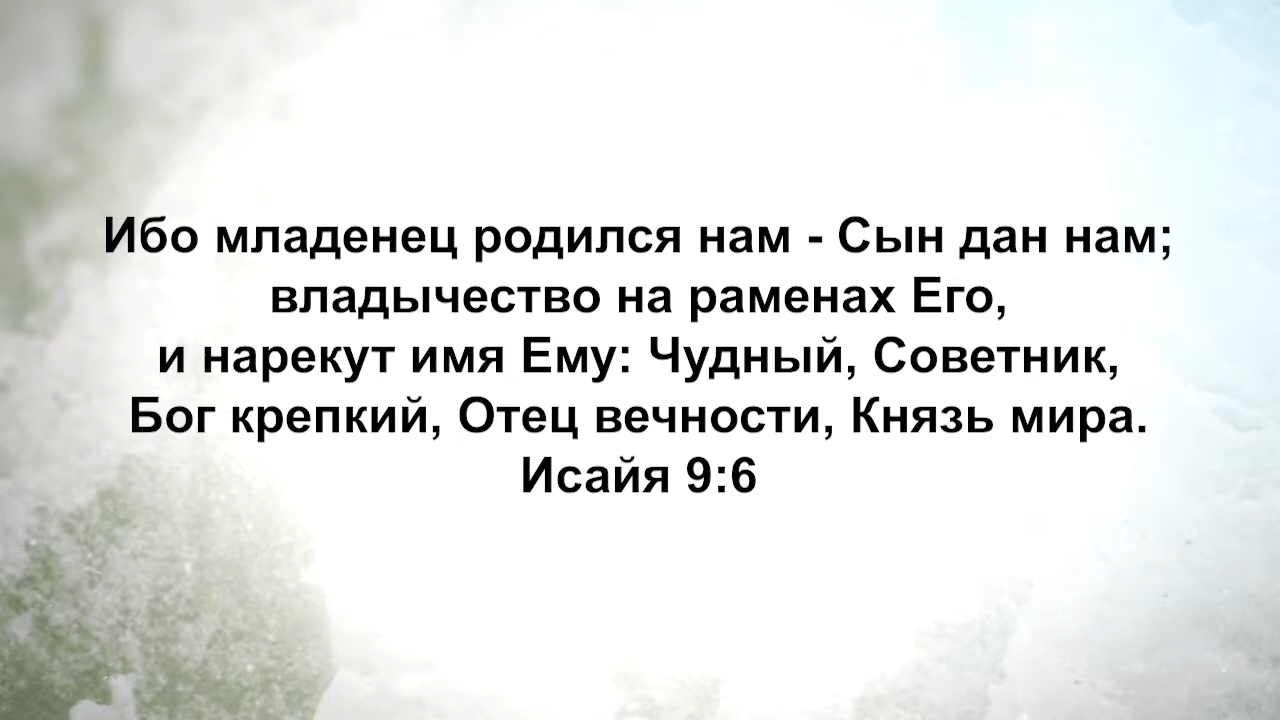 Ибо младенец родился нам - Сын дан нам;
владычество на раменах Его,
и нарекут имя Ему: Чудный, Советник,
Бог крепкий, Отец вечности, Князь мира.
Исайя 9:6